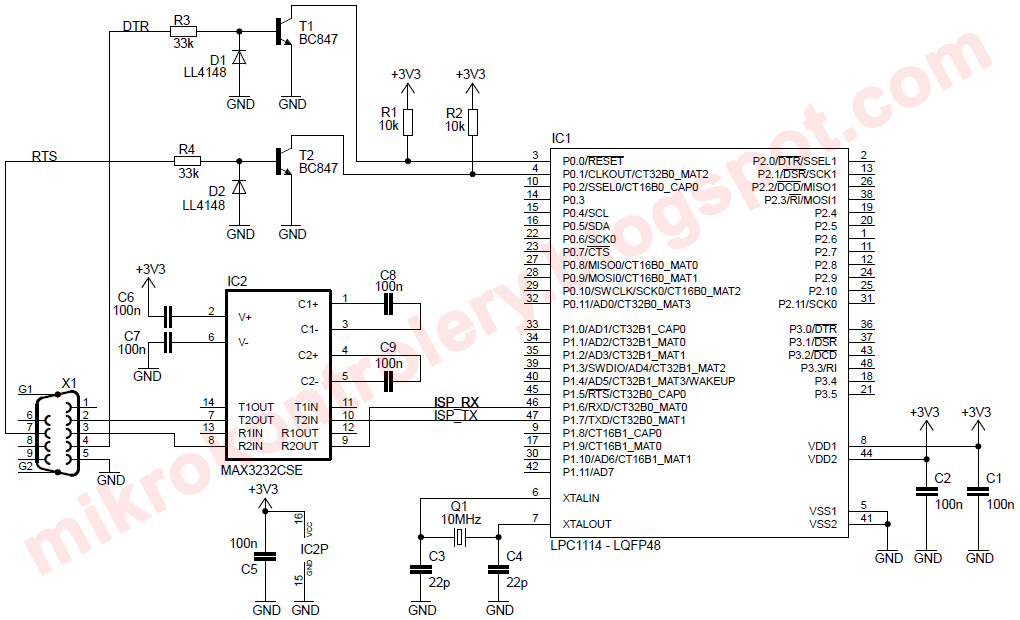 DTR
R3
33k
D1
LL4148
GND
GND
T1
BC847
+3V3
+3V3
R1
10k
R2
10k
RTS
R4
33k
D2
LL4148
GND
GND
T2
BC847
IC1
3 P0.0/RESET
4 P0.1/CLKOUT/CT32B0_MAT2
10 P0.2/SSEL0/CT16B0_CAP0
14 P0.3
15 P0.4/SCL
16 P0.5/SDA
22 P0.6/SCK0
23 P0.7/CTS
27 P0.8/MISO0/CT16B0_MAT0
28 P0.9/MOSI0/CT16B0_MAT1
29 P0.10/SWCLK/SCK0/CT16B0_MAT2
32 P0.11/AD0/CT32B0_MAT3
33 P1.0/AD1/CT32B1_CAP0
34 P1.1/AD2/CT32B1_MAT0
35 P1.2/AD3/CT32B1_MAT1
39 P1.3/SWDIO/AD4/CT32B1_MAT2
40 P1.4/AD5/CT32B1_MAT3/WAKEUP
45 P1.5/RTS/CT32B0_CAP0
46 P1.6/RXD/CT32B0_MAT0
47 P1.7/TXD/CT32B0_MAT1
9 P1.8/CT16B1_CAP0
17 P1.9/CT16B1_MAT0
30 P1.10/AD6/CT16B1_MAT1
42 P1.11/AD7
6 XTALIN
7 XTALOUT
P2.0/DTR/SSEL1 2
P2.1/DSR/SCK1 13
P2.2/DCD/MISO1 26
P2.3/RI/MOSI1 38
P2.4 19
P2.5 20
P2.6 1
P2.7 11
P2.8 12
P2.9 24
P2.10 25
P2.11/SCK0 31
P3.0/DTR 36
P3.1/DSR 37
P3.2/DCD 43
P3.3/RI 48
P3.4 18
P3.5 21
VDD1 8
VDD2 44
VSS1 5
VSS2 41
LPC1114 - LQFP48
+3V3
+3V3
C2
100n
C1
100n
GND
GND
GND
+3V3
C6
100n
C7
100n
GND
IC2
2 V+
6 V-
C1+ 1
C1- 3
C2+ 4
C2- 5
C8
100n
C9
100n
14 T1OUT
7 T2OUT
13 R1IN
8 R2IN
T1IN 11
T2IN 10
R1OUT 12
R2OUT 9
MAX3232CSE
ISP_RX
ISP_TX
G1
X1
6
7
8
9
G2
1
2
3
4
5
GND
+3V3
100n
C5
GND
16
VCC
IC2P
15
GND
GND
Q1
10MHz
C3
22p
C4
22p
GND
GND
mikrokontrolery.blogspot.com